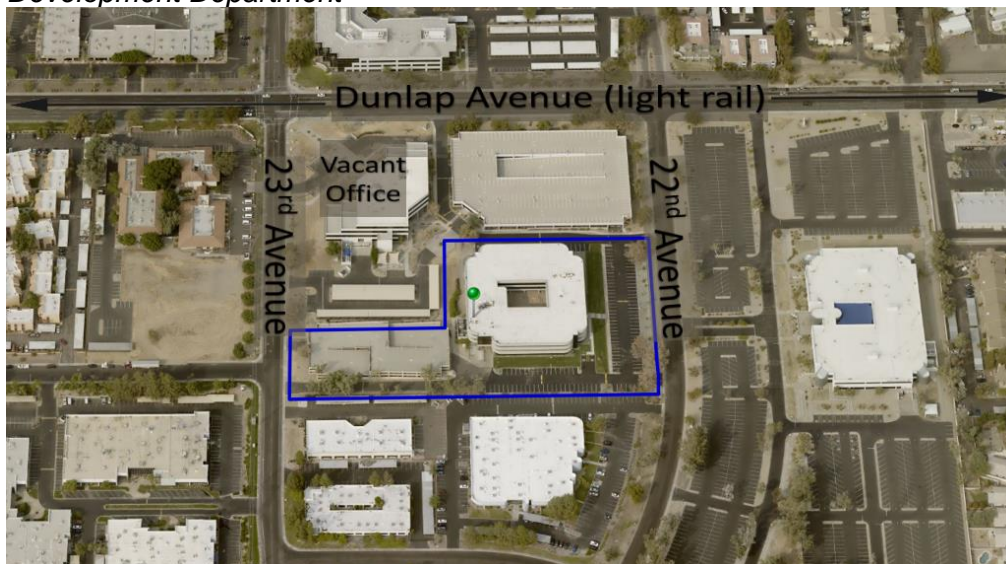 Development Department
Dunlap Avenue (light rail)
Vacant
Office
23rd Avenue
22nd Avenue